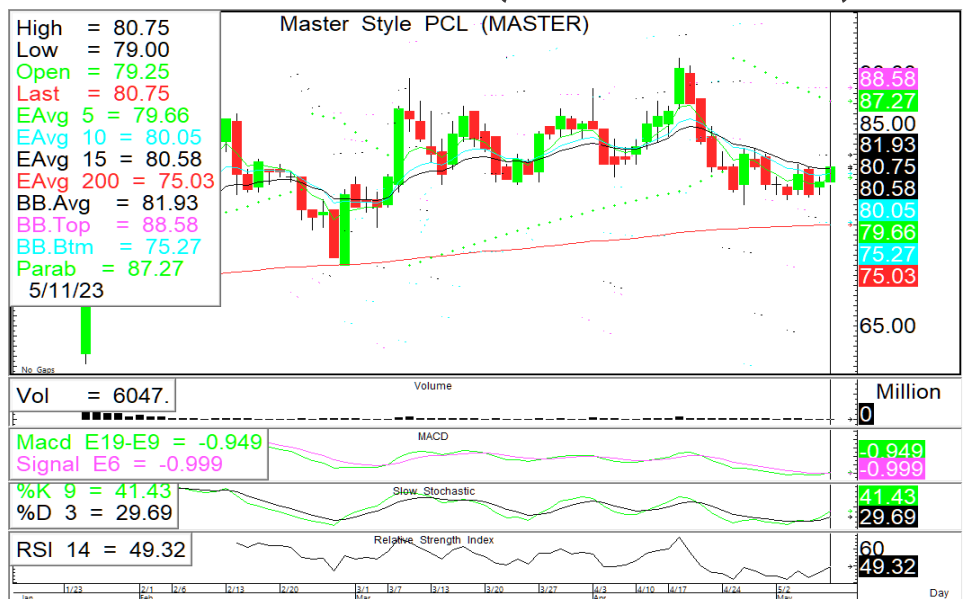 Master Style PCL (MASTER)
High = 80.75
Low = 79.00
Open = 79.25
Last = 80.75
EAvg 5 = 79.66
EAvg 10 = 80.05
EAvg 15 = 80.58
EAvg 200 = 75.03
BB.Avg = 81.93
BB.Top = 88.58
BB.Btm = 75.27
Parab = 87.27
5/11/23
88.58
87.27
85.00
81.93
80.75
80.58
80.05
79.66
75.27
75.03
65.00
No Gaps
Volume
Vol = 6047.
Million
0
MACD
Macd E19-E9 = -0.949
Signal E6 = -0.999
-0.949
-0.999
Slow Stochastic
%K 9 = 41.43
%D 3 = 29.69
41.43
29.69
Relative Strength Index
RSI 14 = 49.32
60
49.32
1/23 2/1 2/6 2/13 2/20 3/1 3/7 3/13 3/20 3/27 4/3 4/10 4/17 4/24 5/2
Jan Feb Mar Apr May
Day